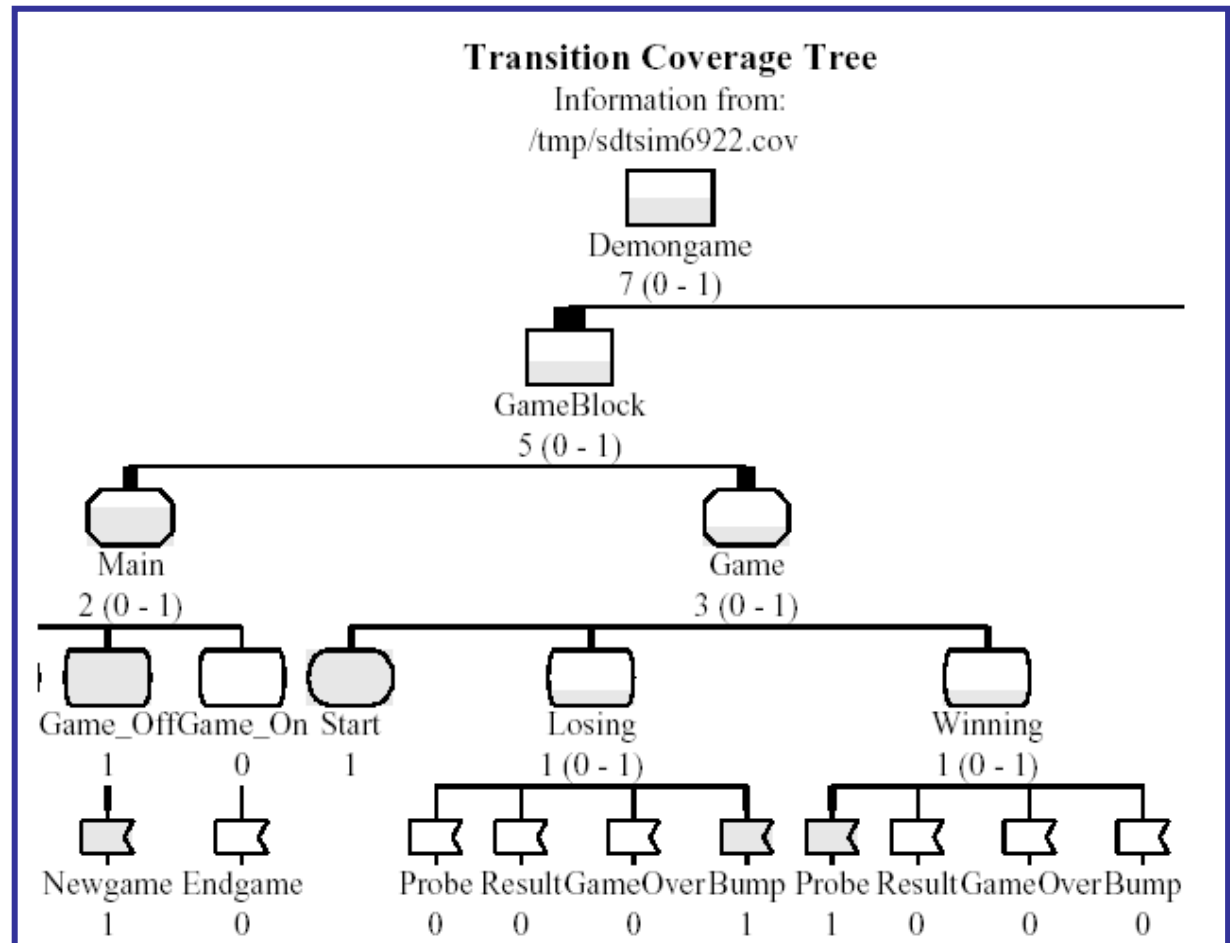 Transition Coverage Tree
Information from:
/tmp/sdtsim6922.cov
Demongame
7 (0 - 1)
GameBlock
5 (0 - 1)
Main Game
2 (0 - 1) 3 (0 - 1)
Game_Off Game_On Start Losing Winning
1 0 1 1 (0 - 1) 1 (0 - 1)
Newgame Endgame Probe Result GameOver Bump Probe Result GameOver Bump
1 0 0 0 0 1 1 0 0 0